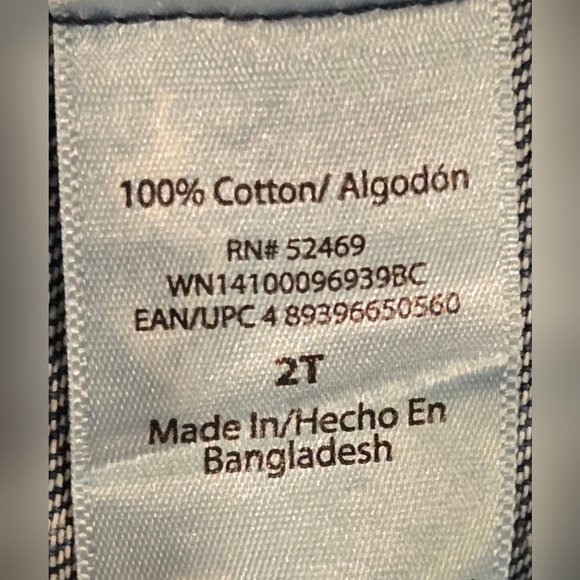 100% Cotton/ Algodón
RN# 52469
WN14100096939BC
EAN/UPC 4 89396650560
2T
Made In/Hecho En
Bangladesh